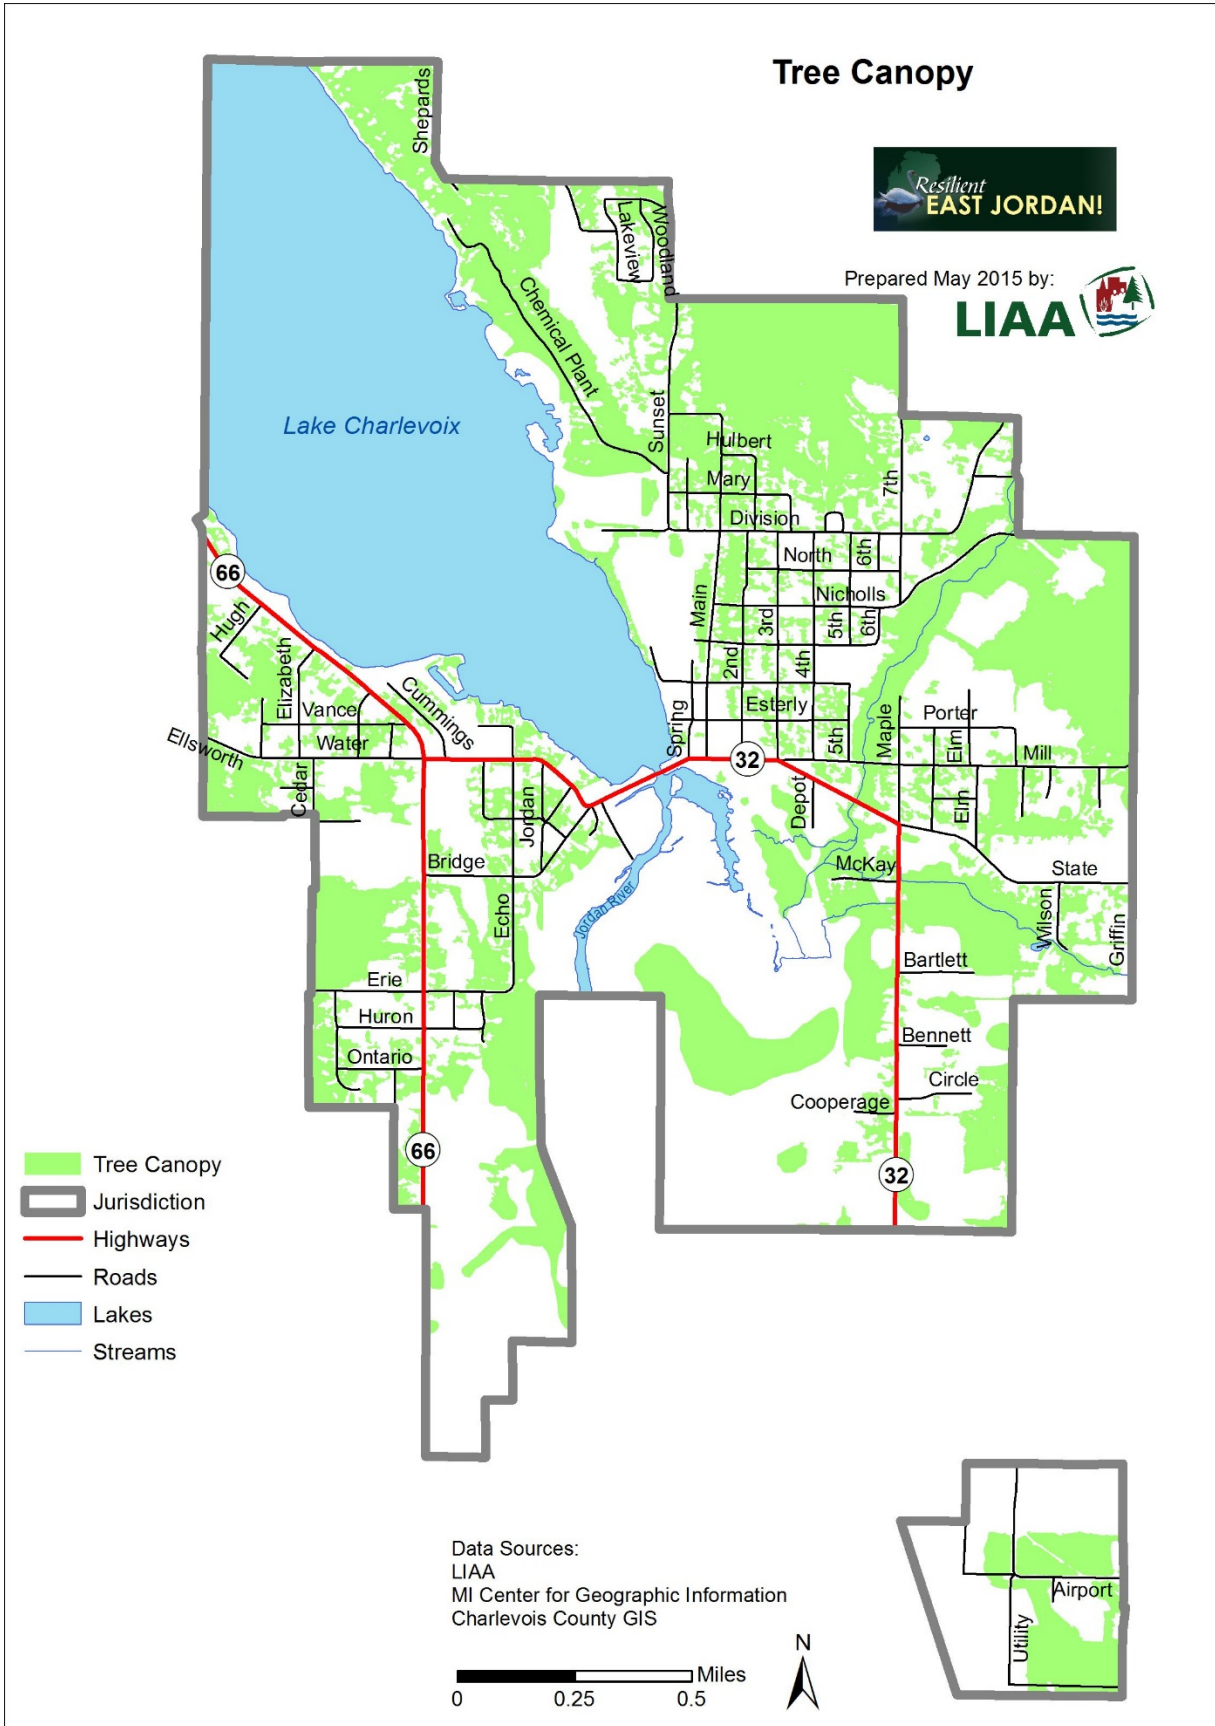 Tree Canopy
Resilient
EAST JORDAN!
Prepared May 2015 by:
LIAA
Shepards
Lakeview
Woodland
Chemical Plant
Sunset
Lake Charlevoix
Hulbert
Mary
7th
Division
North
6th
66
Nicholls
Hugh
Main
3rd
5th
6th
Elizabeth
2nd
4th
Cummings
Vance
Esterly
Porter
Ellsworth
Water
Spring
5th
Maple
Elm
Mill
32
Cedar
Jordan
Depot
Elm
Bridge
McKay
State
Jordan River
Echo
Wilson
Griffin
Bartlett
Erie
Huron
Bennett
Ontario
Circle
Cooperage
66
32
Tree Canopy
Jurisdiction
Highways
Roads
Lakes
Streams
Data Sources:
LIAA
MI Center for Geographic Information
Charlevois County GIS
Airport
Utility
N
Miles
0 0.25 0.5